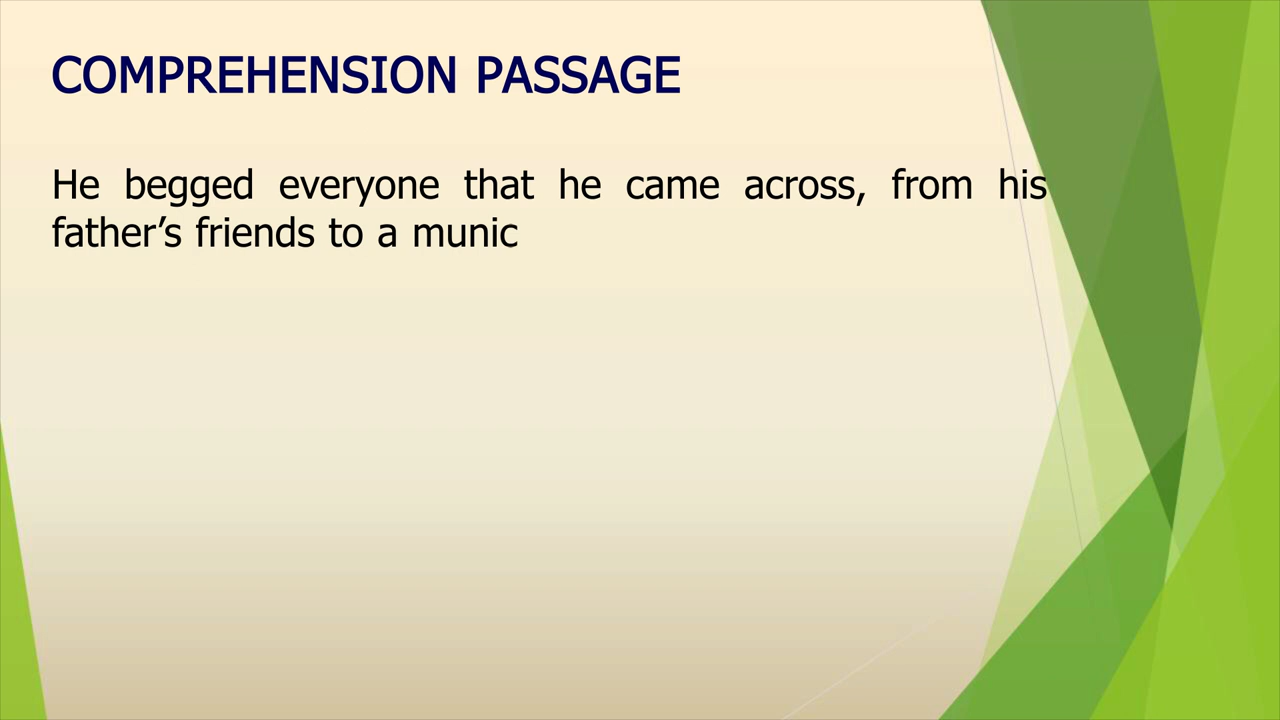 COMPREHENSION PASSAGE
He begged everyone that he came across, from his
father’s friends to a munic